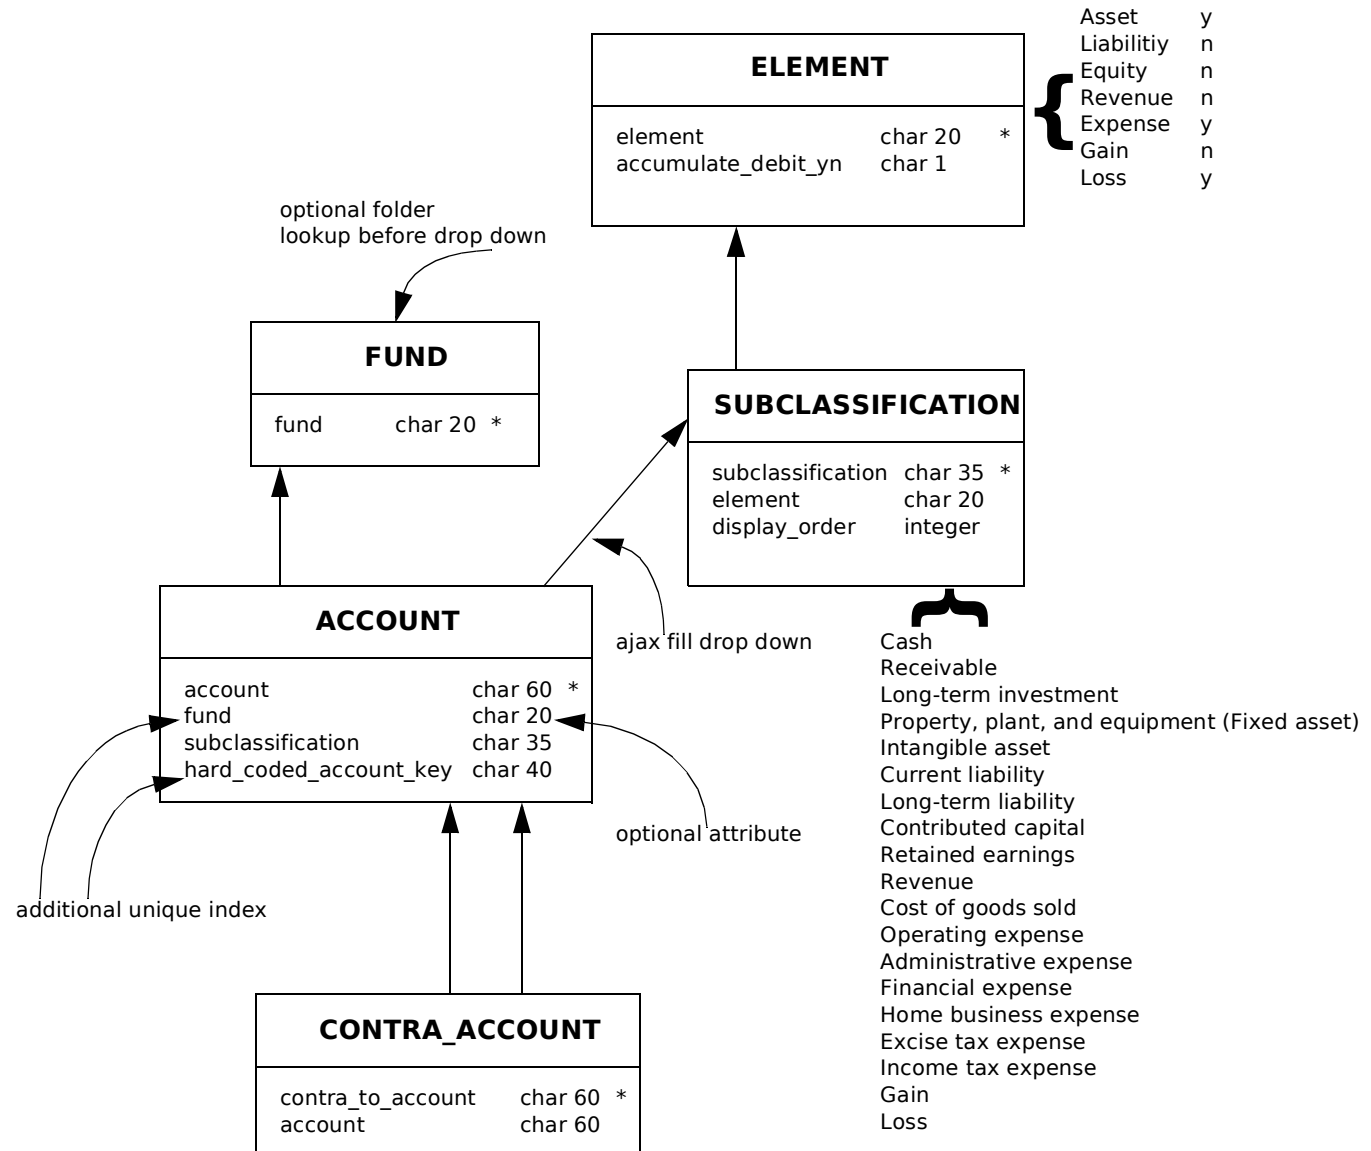 Asset y
Liabilitiy n
Equity n
Revenue n
Expense y
Gain n
Loss y
ELEMENT
element char 20 *
accumulate_debit_yn char 1
optional folder
lookup before drop down
FUND
fund char 20 *
SUBCLASSIFICATION
subclassification char 35 *
element char 20
display_order integer
ajax fill drop down
ACCOUNT
account char 60 *
fund char 20
subclassification char 35
hard_coded_account_key char 40
optional attribute
additional unique index
Cash
Receivable
Long-term investment
Property, plant, and equipment (Fixed asset)
Intangible asset
Current liability
Long-term liability
Contributed capital
Retained earnings
Revenue
Cost of goods sold
Operating expense
Administrative expense
Financial expense
Home business expense
Excise tax expense
Income tax expense
Gain
Loss
CONTRA_ACCOUNT
contra_to_account char 60 *
account char 60